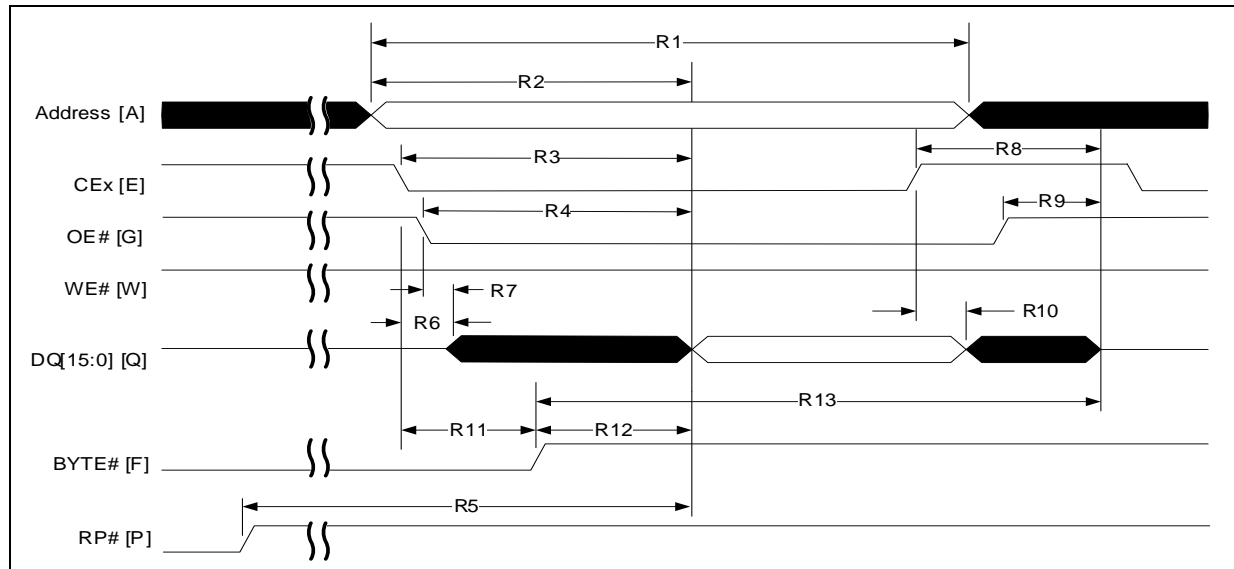 R1
R2
Address [A]
R3
R8
CEx [E]
R4
R9
OE# [G]
WE# [W]
R7
R6
R10
DQ[15:0] [Q]
R13
R11
R12
BYTE# [F]
R5
RP# [P]